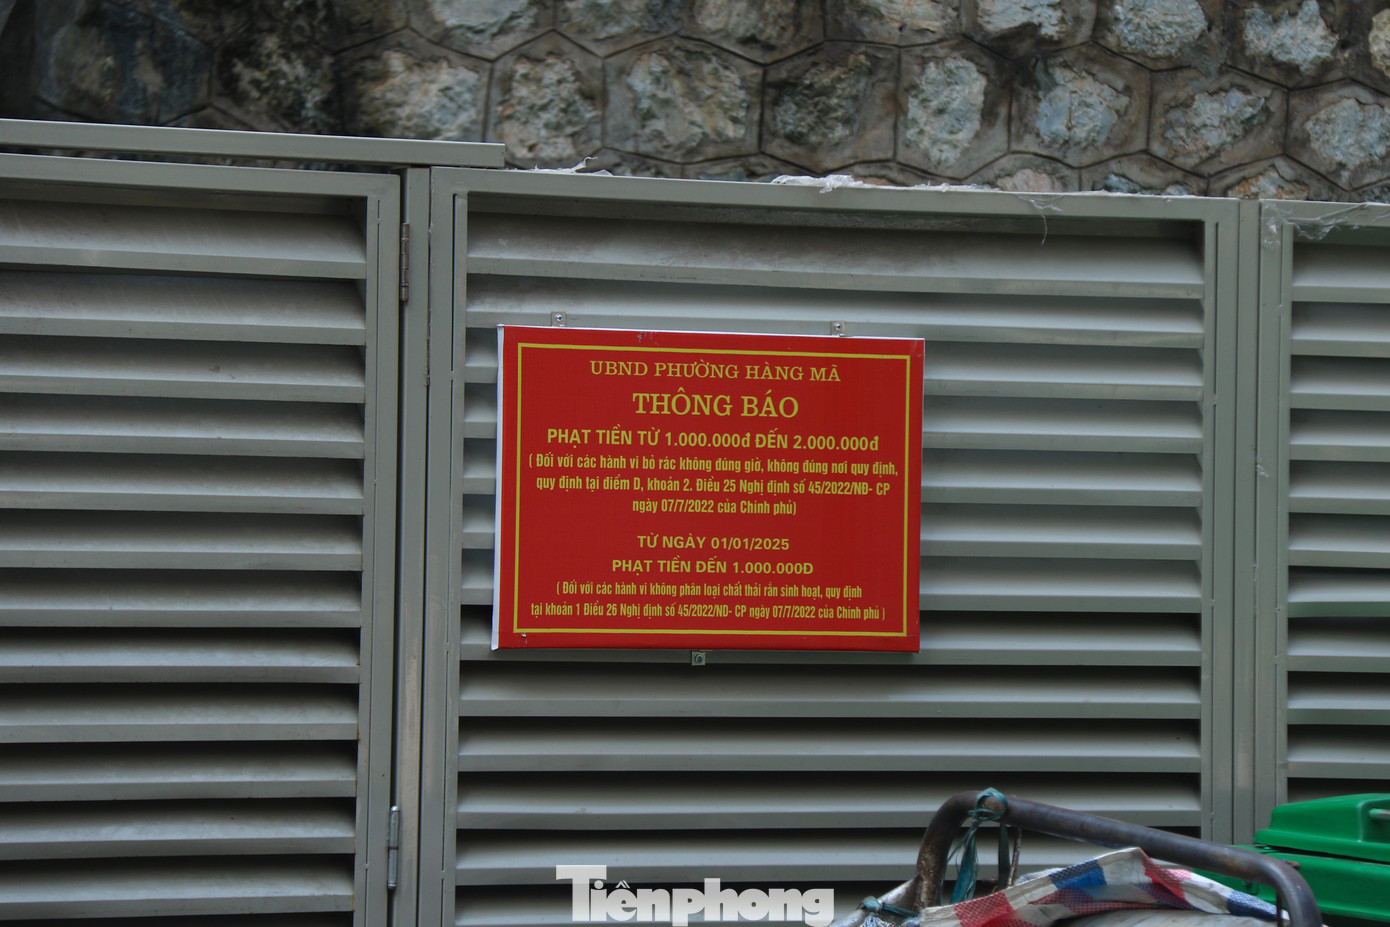 UBND PHƯỜNG HÀNG MÃ
THÔNG BÁO
PHẠT TIỀN TỪ 1.000.000đ ĐẾN 2.000.000đ
( Đối với các hành vi bỏ rác không đúng giờ, không đúng nơi quy định,
quy định tại điểm D, khoản 2. Điều 25 Nghị định số 45/2022/NĐ- CP
ngày 07/7/2022 của Chính phủ)
TỪ NGÀY 01/01/2025
PHẠT TIỀN ĐẾN 1.000.000Đ
( Đối với các hành vi không phân loại chất thải rắn sinh hoạt, quy định
tại khoản 1 Điều 26 Nghị định số 45/2022/NĐ- CP ngày 07/7/2022 của Chính phủ )
Tiềnphong